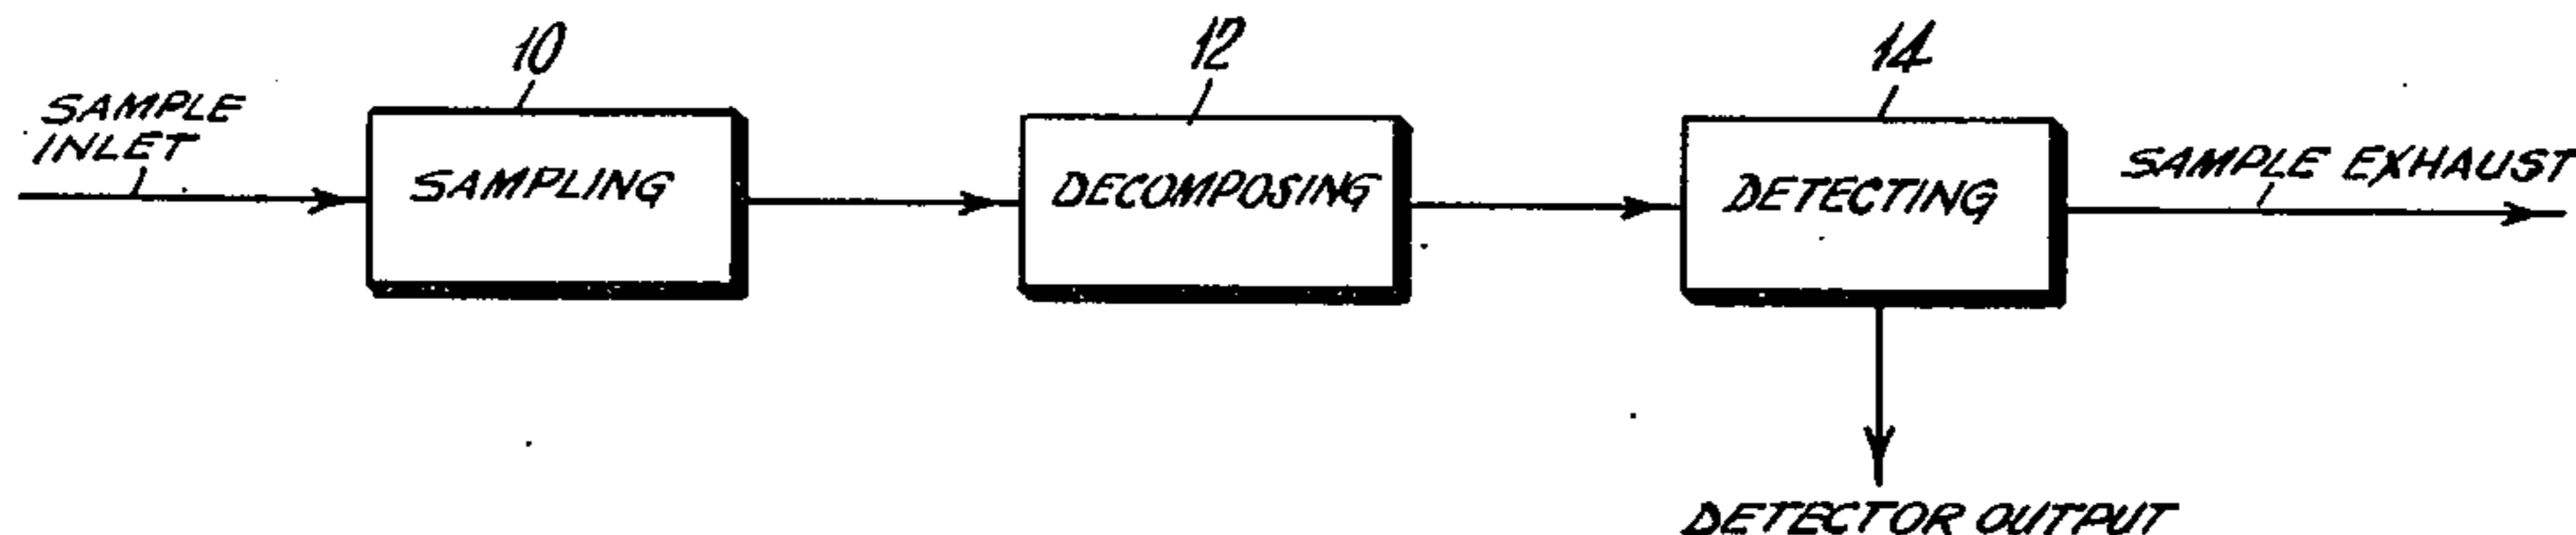 10
12
14
SAMPLE
INLET
SAMPLING
DECOMPOSING
DETECTING
SAMPLE EXHAUST
DETECTOR OUTPUT